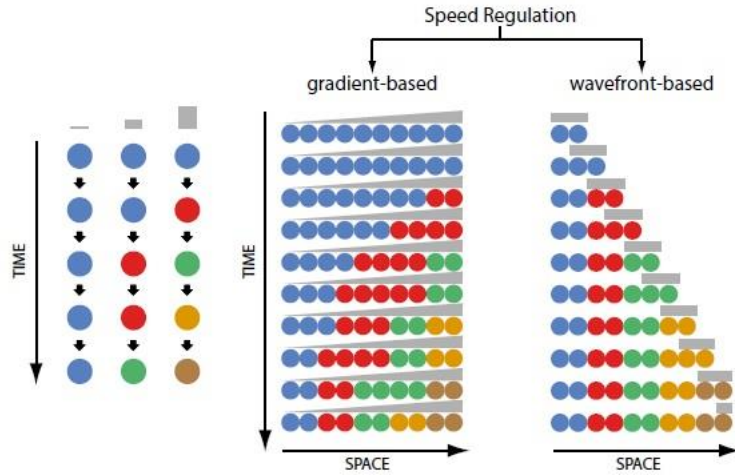 Speed Regulation
gradient-based
wavefront-based
TIME
TIME
SPACE
SPACE